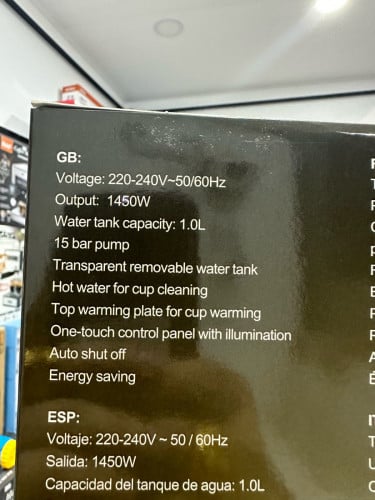 GB:
Voltage: 220-240V~50/60Hz
Output: 1450W
Water tank capacity: 1.0L
15 bar pump
Transparent removable water tank
Hot water for cup cleaning
Top warming plate for cup warming
One-touch control panel with illumination
Auto shut off
Energy saving
ESP:
Voltaje: 220-240V ~ 50 / 60Hz
Salida: 1450W
Capacidad del tanque de agua: 1.0L